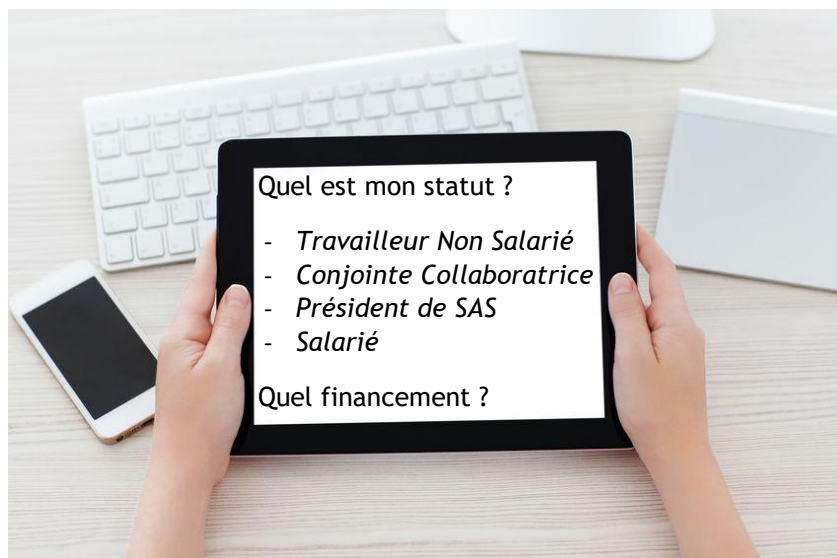 Quel est mon statut ?
- Travailleur Non Salarié
- Conjointe Collaboratrice
- Président de SAS
- Salarié
Quel financement ?